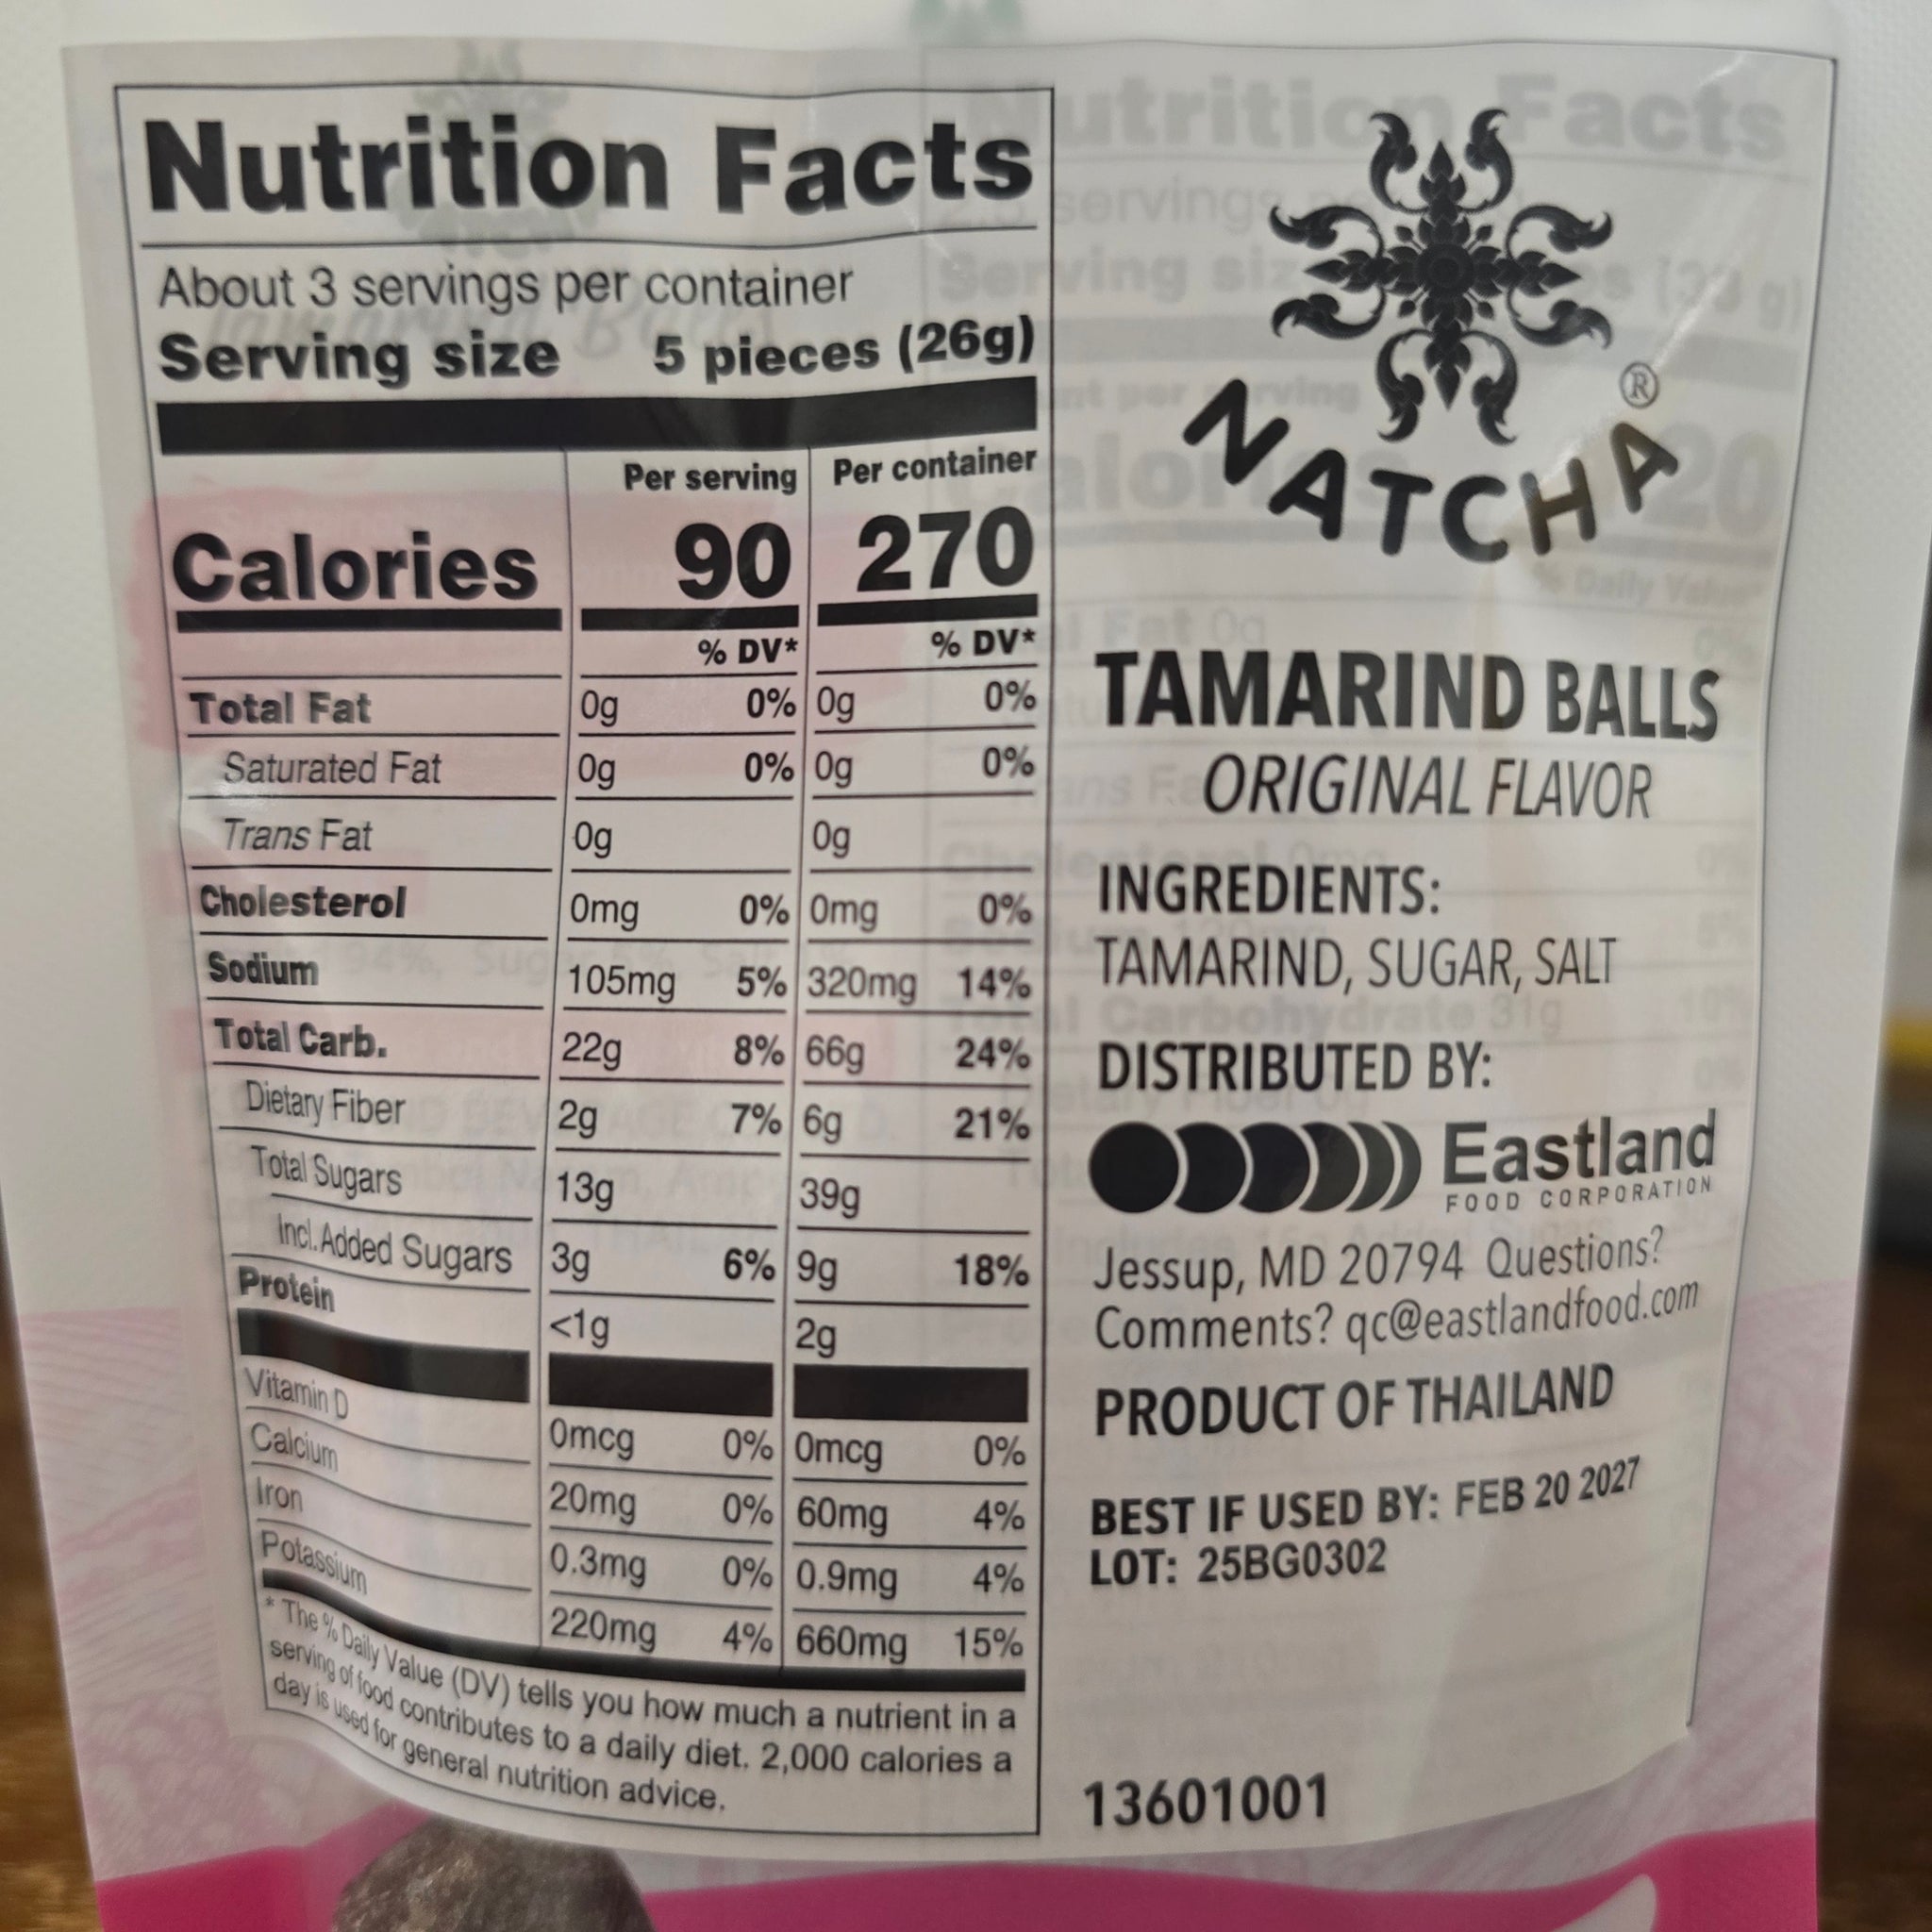 Nutrition Facts
About 3 servings per container
Serving size 5 pieces (26g)
Per serving Per container
Calories 90 270
% DV* % DV*
Total Fat 0g 0% 0g 0%
Saturated Fat 0g 0% 0g 0%
Trans Fat 0g 0g
Cholesterol 0mg 0% 0mg 0%
Sodium 105mg 5% 320mg 14%
Total Carb. 22g 8% 66g 24%
Dietary Fiber 2g 7% 6g 21%
Total Sugars 13g 39g
Incl. Added Sugars 3g 6% 9g 18%
Protein <1g 2g
Vitamin D 0mcg 0% 0mcg 0%
Calcium 20mg 0% 60mg 4%
Iron 0.3mg 0% 0.9mg 4%
Potassium 220mg 4% 660mg 15%
* The % Daily Value (DV) tells you how much a nutrient in a
serving of food contributes to a daily diet. 2,000 calories a
day is used for general nutrition advice.
NATCHA®
TAMARIND BALLS
ORIGINAL FLAVOR
INGREDIENTS:
TAMARIND, SUGAR, SALT
DISTRIBUTED BY:
Eastland
FOOD CORPORATION
Jessup, MD 20794 Questions?
Comments? qc@eastlandfood.com
PRODUCT OF THAILAND
BEST IF USED BY: FEB 20 2027
LOT: 25BG0302
13601001